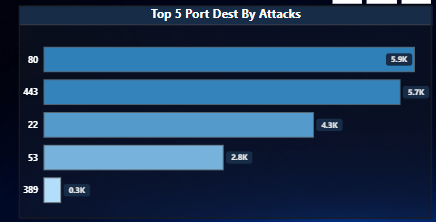 Top 5 Port Dest By Attacks
80 5.9K
443 5.7K
22 4.3K
53 2.8K
389 0.3K